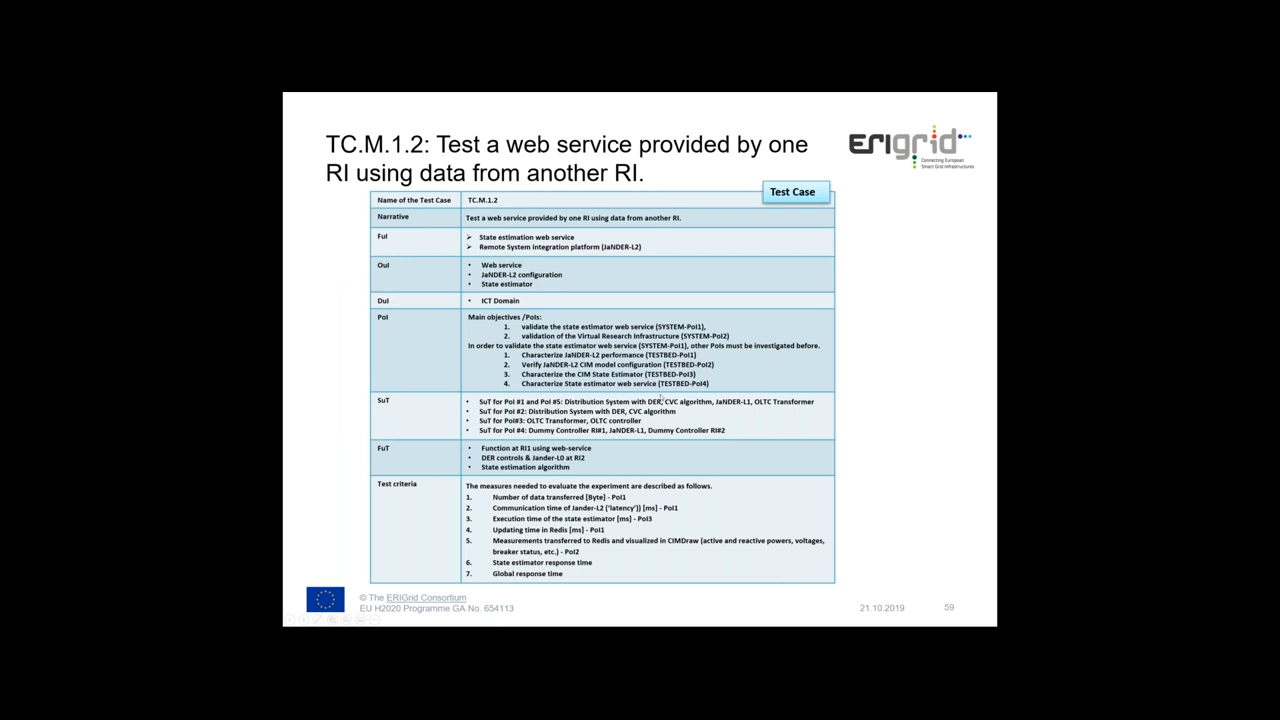 TC.M.1.2: Test a web service provided by one
RI using data from another RI.
ERIgrid
Connecting European
Smart Grid Infrastructures
Test Case
Name of the Test Case TC.M.1.2
Narrative Test a web service provided by one RI using data from another RI.
FuI ➢ State estimation web service
➢ Remote System integration platform (JaNDER-L2)
OuI • Web service
• JaNDER-L2 configuration
• State estimator
DuI • ICT Domain
PoI Main objectives /PoIs:
1. validate the state estimator web service (SYSTEM-PoI1),
2. validation of the Virtual Research Infrastructure (SYSTEM-PoI2)
In order to validate the state estimator web service (SYSTEM-PoI1), other PoIs must be investigated before.
1. Characterize JaNDER-L2 performance (TESTBED-PoI1)
2. Verify JaNDER-L2 CIM model configuration (TESTBED-PoI2)
3. Characterize the CIM State Estimator (TESTBED-PoI3)
4. Characterize State estimator web service (TESTBED-PoI4)
SuT • SuT for PoI #1 and PoI #5: Distribution System with DER, CVC algorithm, JaNDER-L1, OLTC Transformer
• SuT for PoI #2: Distribution System with DER, CVC algorithm
• SuT for PoI#3: OLTC Transformer, OLTC controller
• SuT for PoI #4: Dummy Controller RI#1, JaNDER-L1, Dummy Controller RI#2
FuT • Function at RI1 using web-service
• DER controls & Jander-L0 at RI2
• State estimation algorithm
Test criteria The measures needed to evaluate the experiment are described as follows.
1. Number of data transferred [Byte] - PoI1
2. Communication time of Jander-L2 ('latency')) [ms] - PoI1
3. Execution time of the state estimator [ms] - PoI3
4. Updating time in Redis [ms] - PoI1
5. Measurements transferred to Redis and visualized in CIMDraw (active and reactive powers, voltages,
breaker status, etc.) - PoI2
6. State estimator response time
7. Global response time
© The ERIGrid Consortium
EU H2020 Programme GA No. 654113
21.10.2019 59